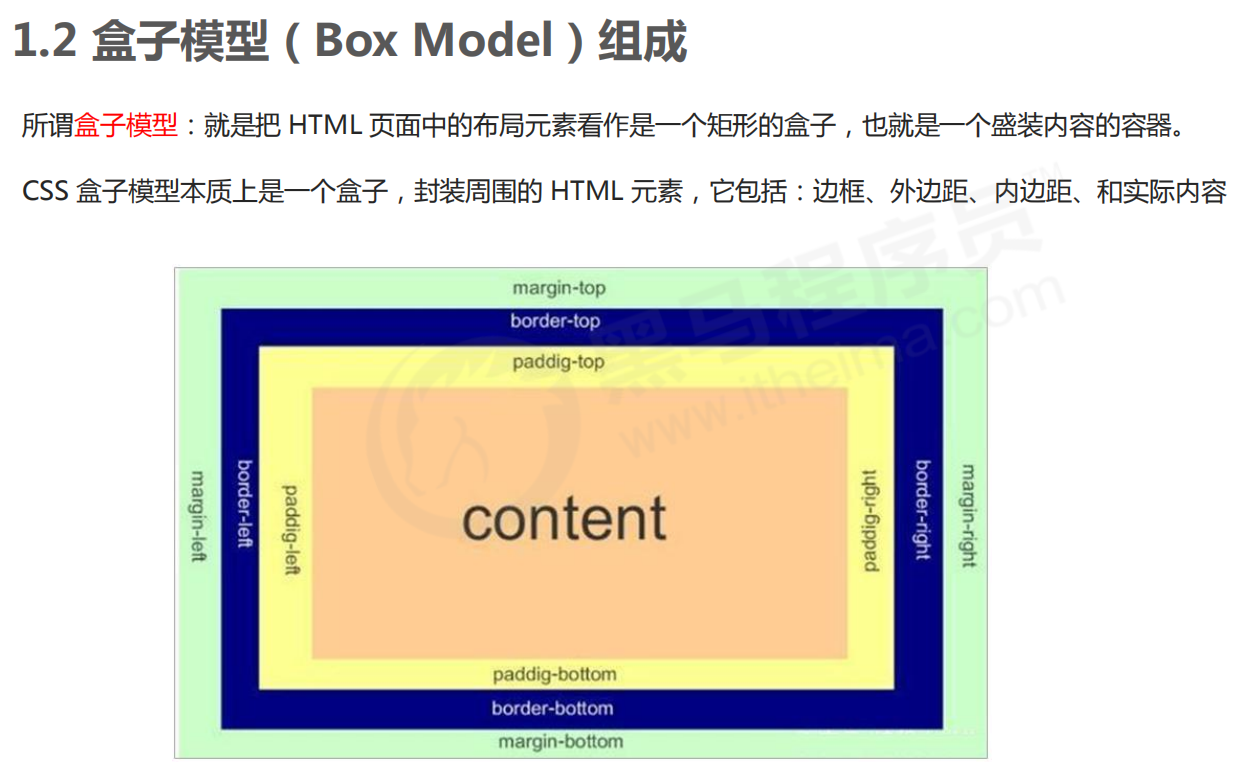 1.2 盒子模型（Box Model）组成
所谓盒子模型：就是把 HTML 页面中的布局元素看作是一个矩形的盒子，也就是一个盛装内容的容器。
CSS 盒子模型本质上是一个盒子，封装周围的 HTML 元素，它包括：边框、外边距、内边距、和实际内容
黑马程序员™
www.itheima.com
margin-top
border-top
paddig-top
margin-left
border-left
paddig-left
content
paddig-right
border-right
margin-right
paddig-bottom
border-bottom
margin-bottom